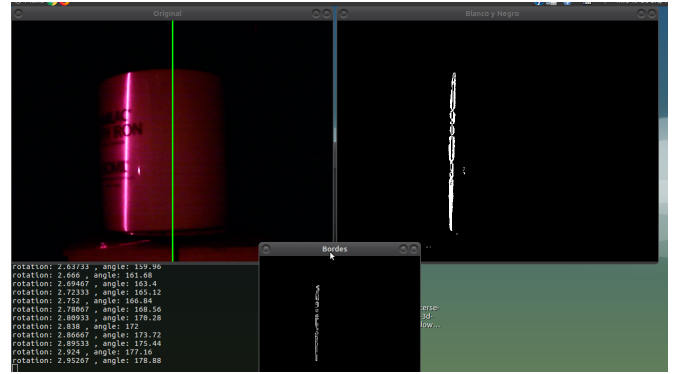 Original
Blanco y Negro
Bordes
rotation: 2.63733 , angle: 159.96
rotation: 2.666 , angle: 161.68
rotation: 2.69467 , angle: 163.4
rotation: 2.72333 , angle: 165.12
rotation: 2.752 , angle: 166.84
rotation: 2.78067 , angle: 168.56
rotation: 2.80933 , angle: 170.28
rotation: 2.838 , angle: 172
rotation: 2.86667 , angle: 173.72
rotation: 2.89533 , angle: 175.44
rotation: 2.924 , angle: 177.16
rotation: 2.95267 , angle: 178.88
erse-
3d-
low...